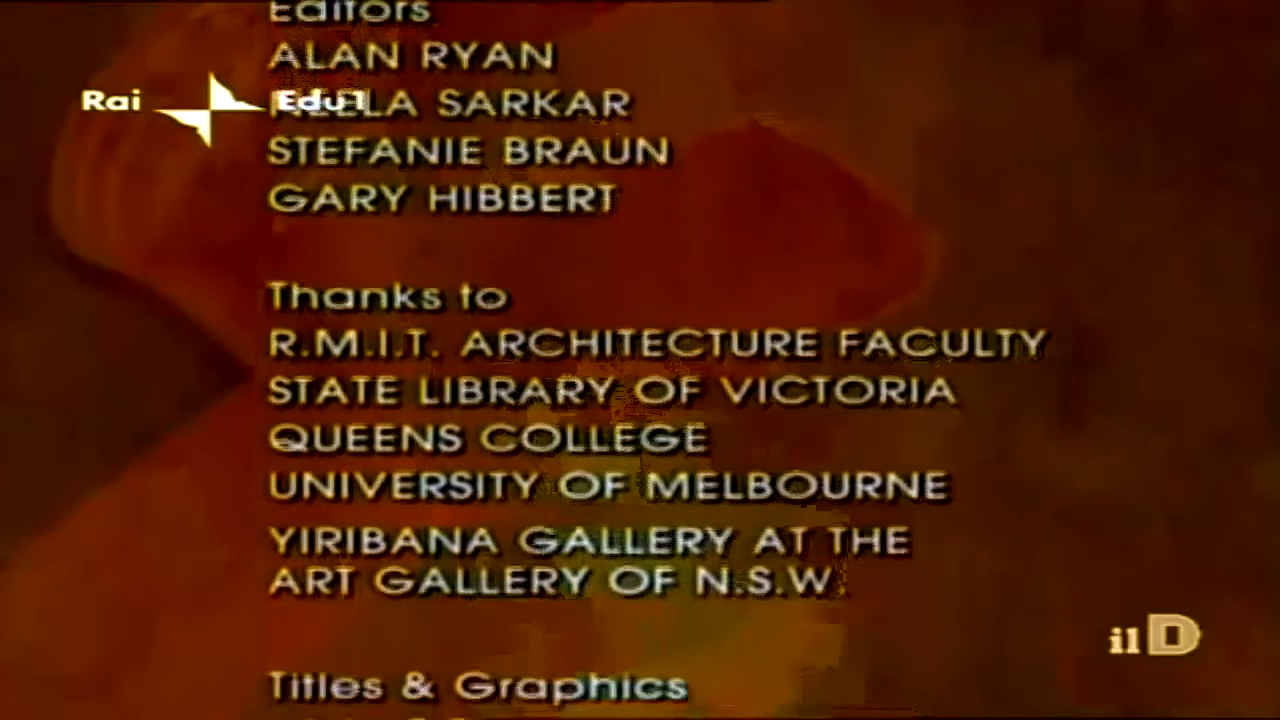 Editors
ALAN RYAN
Rai Edu1
SARKAR
STEFANIE BRAUN
GARY HIBBERT
Thanks to
R.M.I.T. ARCHITECTURE FACULTY
STATE LIBRARY OF VICTORIA
QUEENS COLLEGE
UNIVERSITY OF MELBOURNE
YIRIBANA GALLERY AT THE
ART GALLERY OF N.S.W.
il D
Titles & Graphics